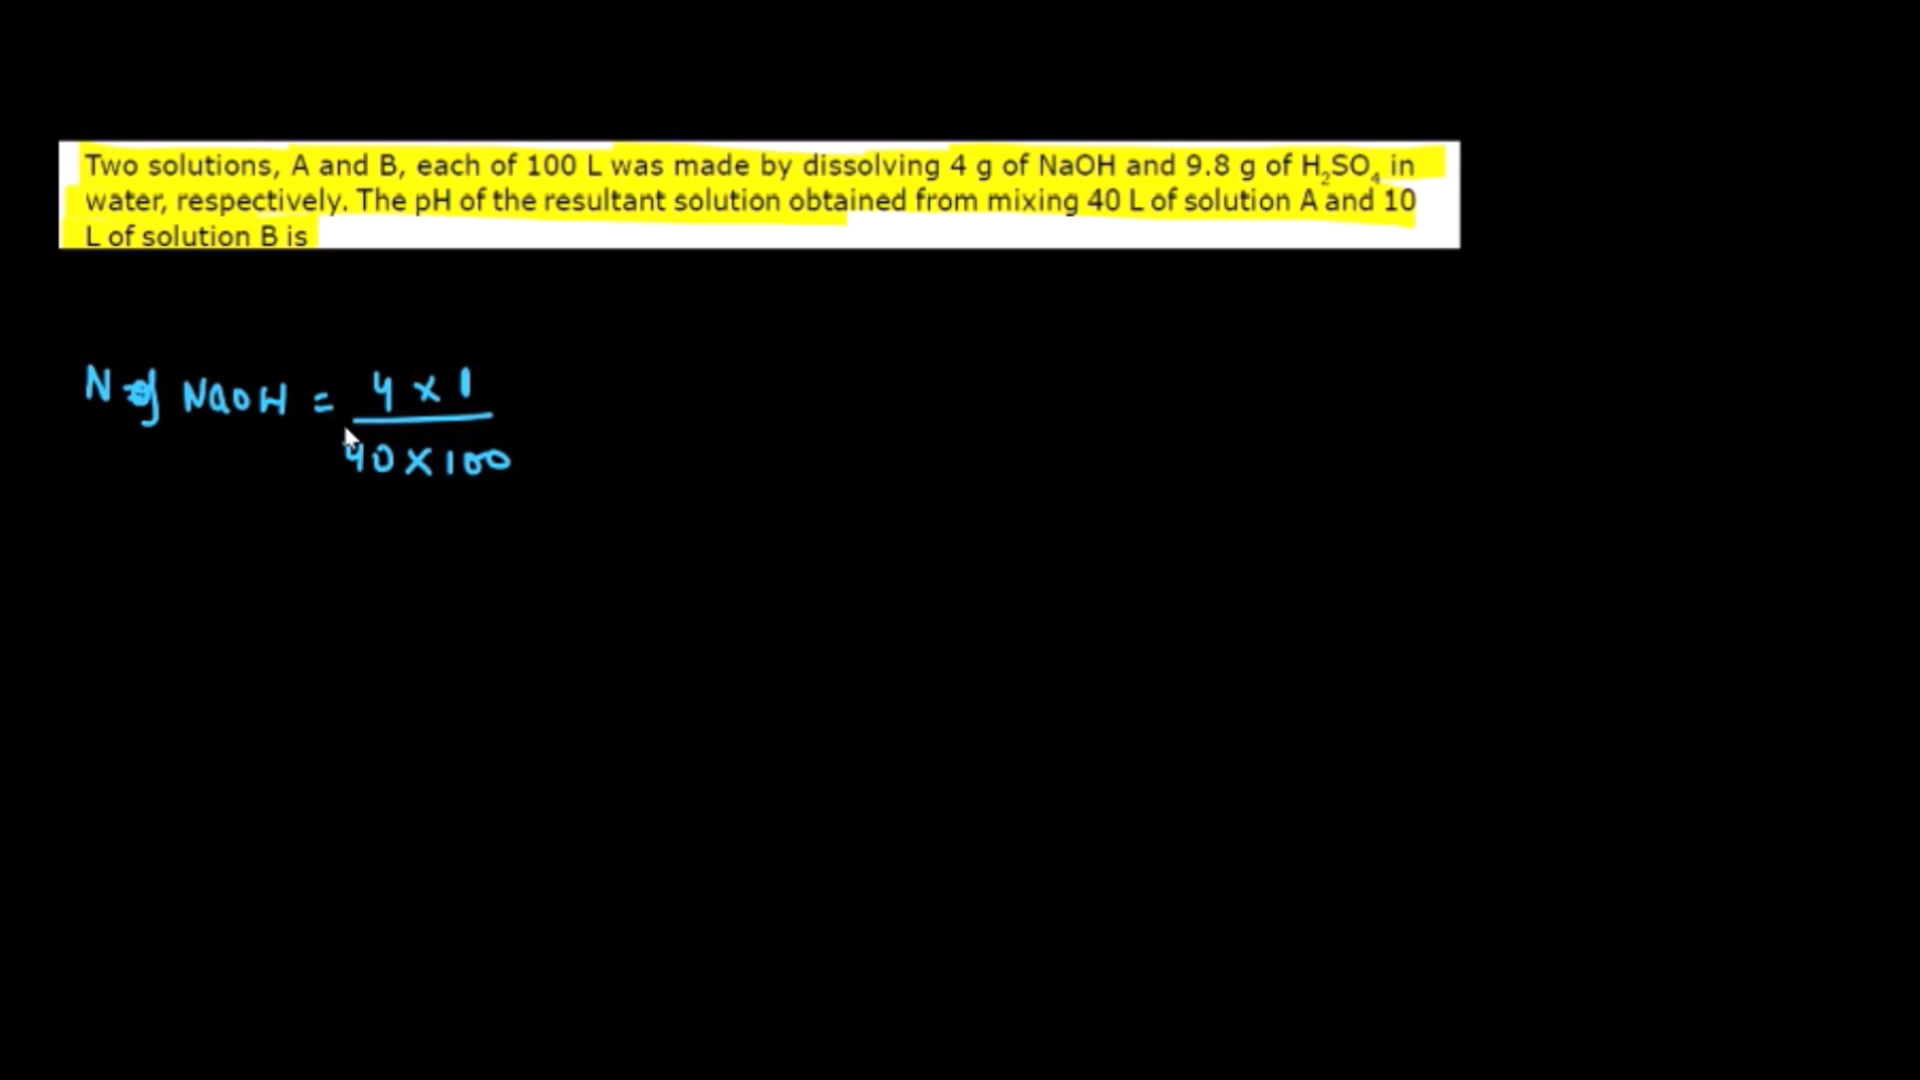 Two solutions, A and B, each of 100 L was made by dissolving 4 g of NaOH and 9.8 g of H₂SO₄ in
water, respectively. The pH of the resultant solution obtained from mixing 40 L of solution A and 10
L of solution B is
N of NaOH = 4 × 1
40 × 100